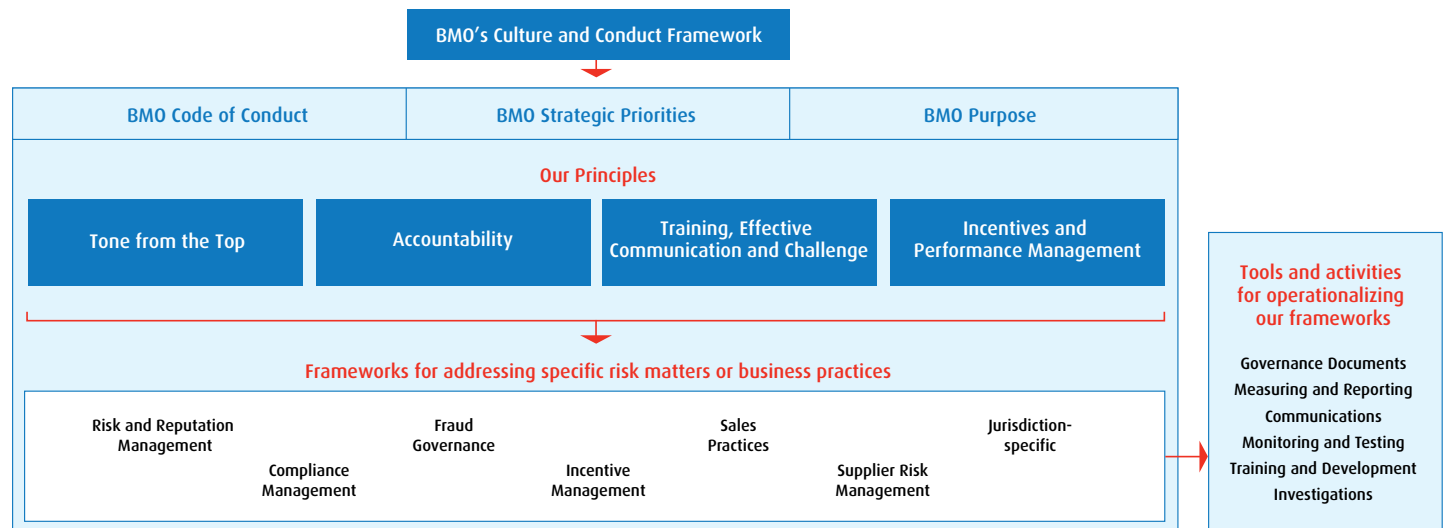 BMO's Culture and Conduct Framework
BMO Code of Conduct
BMO Strategic Priorities
BMO Purpose
Our Principles
Tone from the Top
Accountability
Training, Effective
Communication and Challenge
Incentives and
Performance Management
Frameworks for addressing specific risk matters or business practices
Risk and Reputation
Management
Compliance
Management
Fraud
Governance
Incentive
Management
Sales
Practices
Supplier Risk
Management
Jurisdiction-
specific
Tools and activities
for operationalizing
our frameworks
Governance Documents
Measuring and Reporting
Communications
Monitoring and Testing
Training and Development
Investigations